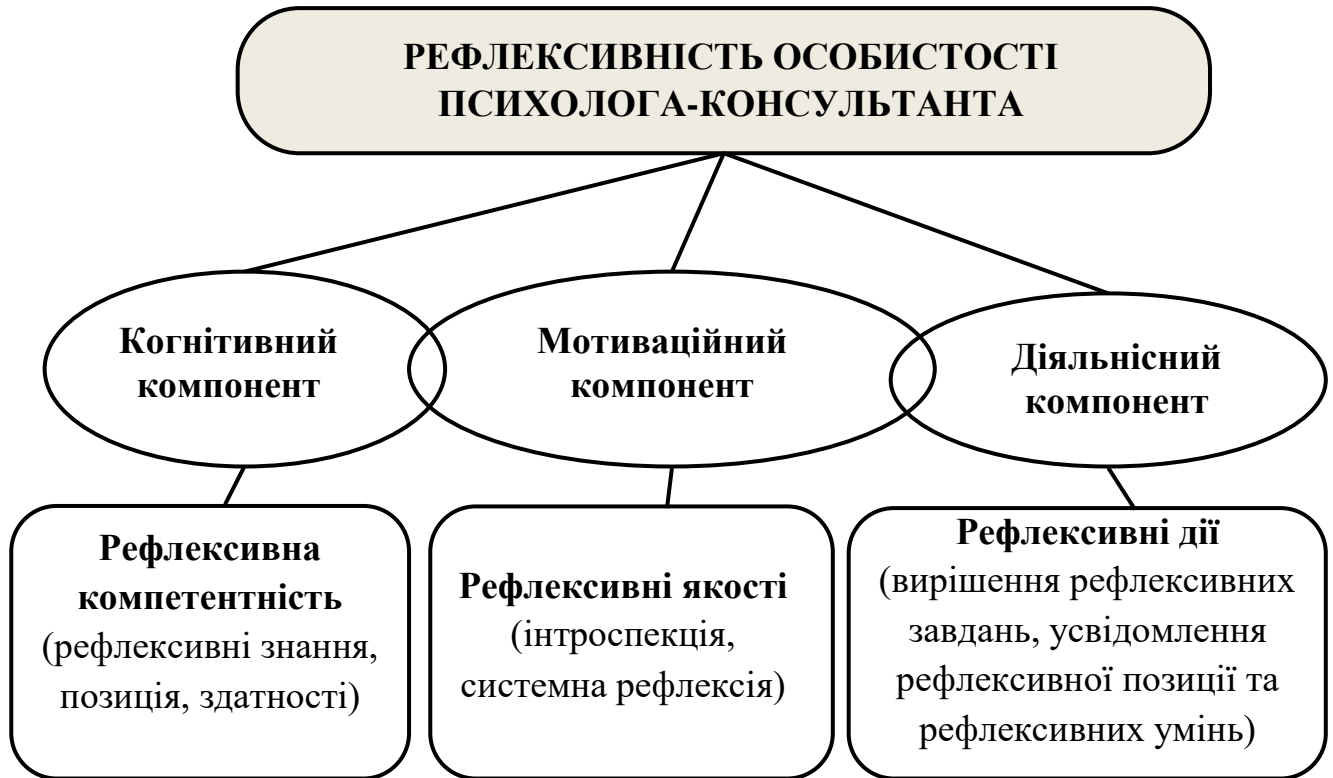 РЕФЛЕКСИВНІСТЬ ОСОБИСТОСТІ
ПСИХОЛОГА-КОНСУЛЬТАНТА
Когнітивний
компонент
Мотиваційний
компонент
Діяльнісний
компонент
Рефлексивна
компетентність
(рефлексивні знання,
позиція, здатності)
Рефлексивні якості
(інтроспекція,
системна рефлексія)
Рефлексивні дії
(вирішення рефлексивних
завдань, усвідомлення
рефлексивної позиції та
рефлексивних умінь)